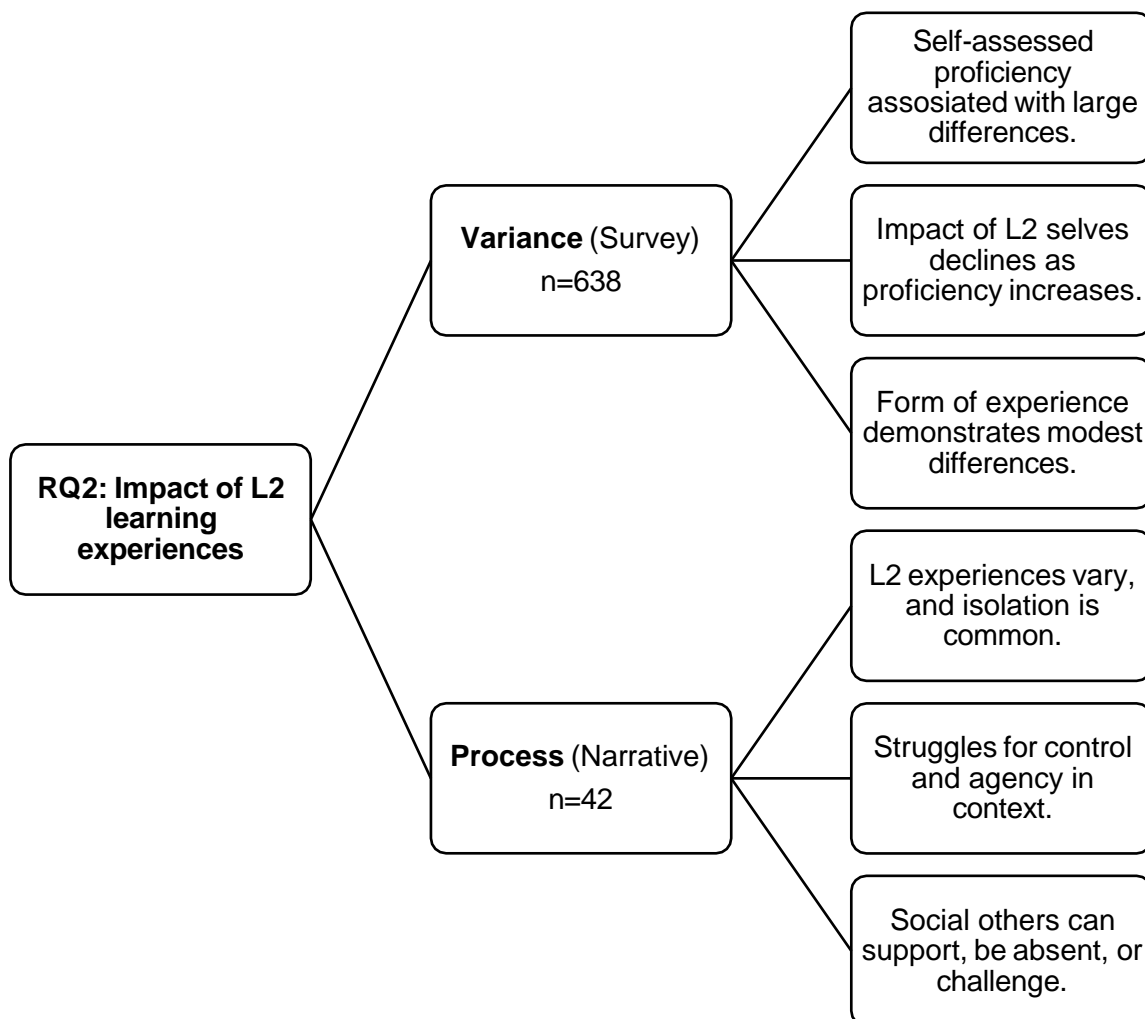 RQ2: Impact of L2
learning
experiences
Variance (Survey)
n=638
Self-assessed
proficiency
assosiated with large
differences.
Impact of L2 selves
declines as
proficiency increases.
Form of experience
demonstrates modest
differences.
Process (Narrative)
n=42
L2 experiences vary,
and isolation is
common.
Struggles for control
and agency in
context.
Social others can
support, be absent, or
challenge.